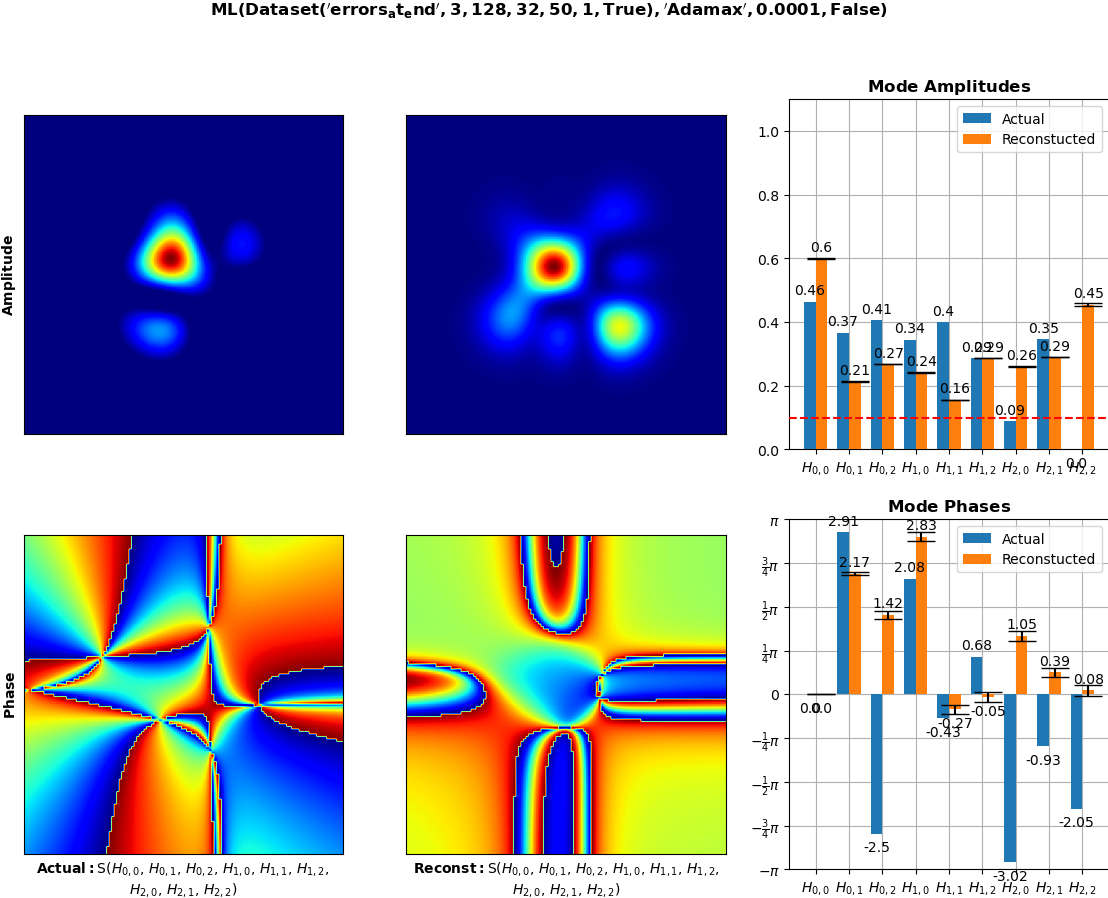 ML(Dataset('errors_at_end', 3, 128, 32, 50, 1, True), 'Adamax', 0.0001, False)
Amplitude
Mode Amplitudes
Actual
Reconstucted
1.0
0.8
0.6
0.4
0.2
0.0
0.46 0.6
0.37 0.21
0.41 0.27
0.34 0.24
0.4 0.16
0.29 0.29
0.09 0.26
0.35 0.29
0.0 0.45
H0,0 H0,1 H0,2 H1,0 H1,1 H1,2 H2,0 H2,1 H2,2
Phase
Mode Phases
Actual
Reconstucted
π
3/4π
1/2π
1/4π
0
−1/4π
−1/2π
−3/4π
−π
0.0 0.0
2.91 2.17
-2.5 1.42
2.08 2.83
-0.43 -0.27
0.68 -0.05
-3.02 1.05
-0.93 0.39
-2.05 0.08
H0,0 H0,1 H0,2 H1,0 H1,1 H1,2 H2,0 H2,1 H2,2
Actual: S(H0,0, H0,1, H0,2, H1,0, H1,1, H1,2,
H2,0, H2,1, H2,2)
Reconst: S(H0,0, H0,1, H0,2, H1,0, H1,1, H1,2,
H2,0, H2,1, H2,2)